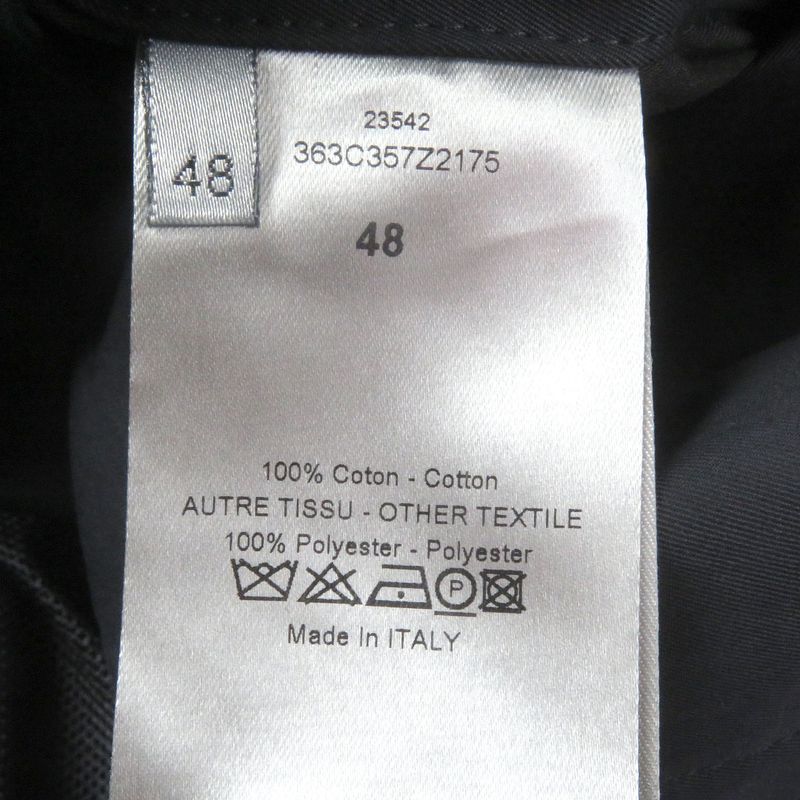 48
23542
363C357Z2175
48
100% Coton - Cotton
AUTRE TISSU - OTHER TEXTILE
100% Polyester - Polyester
P
Made In ITALY